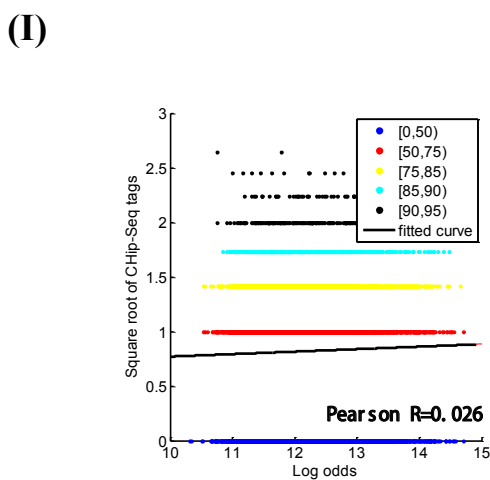 (I)
3
2.5
2
1.5
1
0.5
0
Square root of CHip-Seq tags
[0,50)
[50,75)
[75,85)
[85,90)
[90,95)
fitted curve
Pearson R=0.026
10 11 12 13 14 15
Log odds